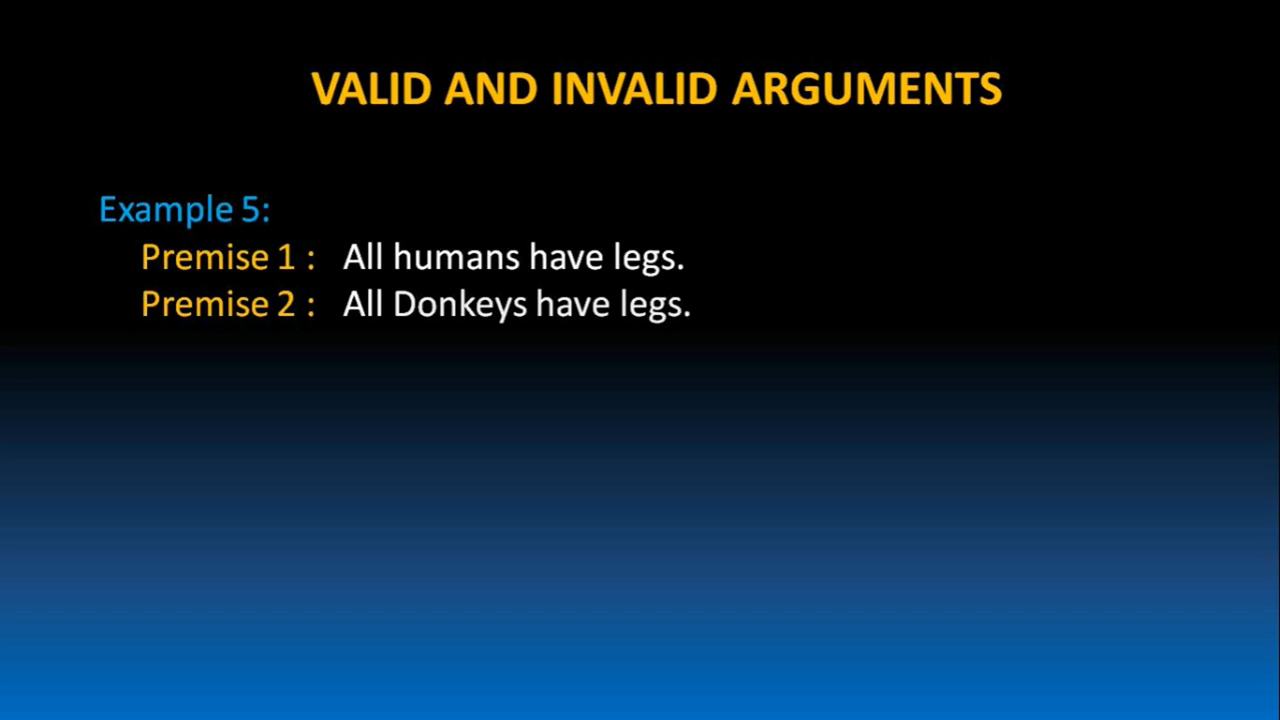 VALID AND INVALID ARGUMENTS
Example 5:
Premise 1 : All humans have legs.
Premise 2 : All Donkeys have legs.